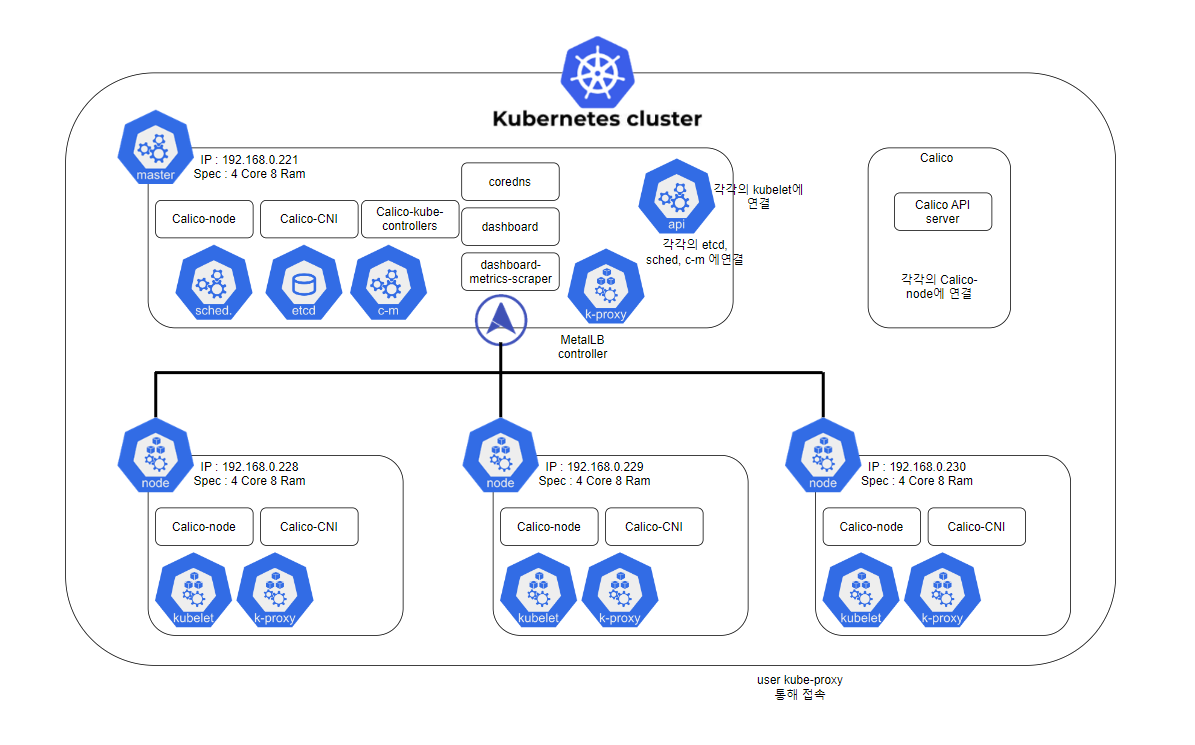 Kubernetes cluster
master
IP : 192.168.0.221
Spec : 4 Core 8 Ram
Calico-node
Calico-CNI
Calico-kube-
controllers
coredns
dashboard
dashboard-
metrics-scraper
sched.
etcd
c-m
k-proxy
api
각각의 kubelet에
연결
각각의 etcd,
sched, c-m 에연결
MetalLB
controller
Calico
Calico API
server
각각의 Calico-
node에 연결
node
IP : 192.168.0.228
Spec : 4 Core 8 Ram
Calico-node
Calico-CNI
kubelet
k-proxy
node
IP : 192.168.0.229
Spec : 4 Core 8 Ram
Calico-node
Calico-CNI
kubelet
k-proxy
node
IP : 192.168.0.230
Spec : 4 Core 8 Ram
Calico-node
Calico-CNI
kubelet
k-proxy
user kube-proxy
통해 접속